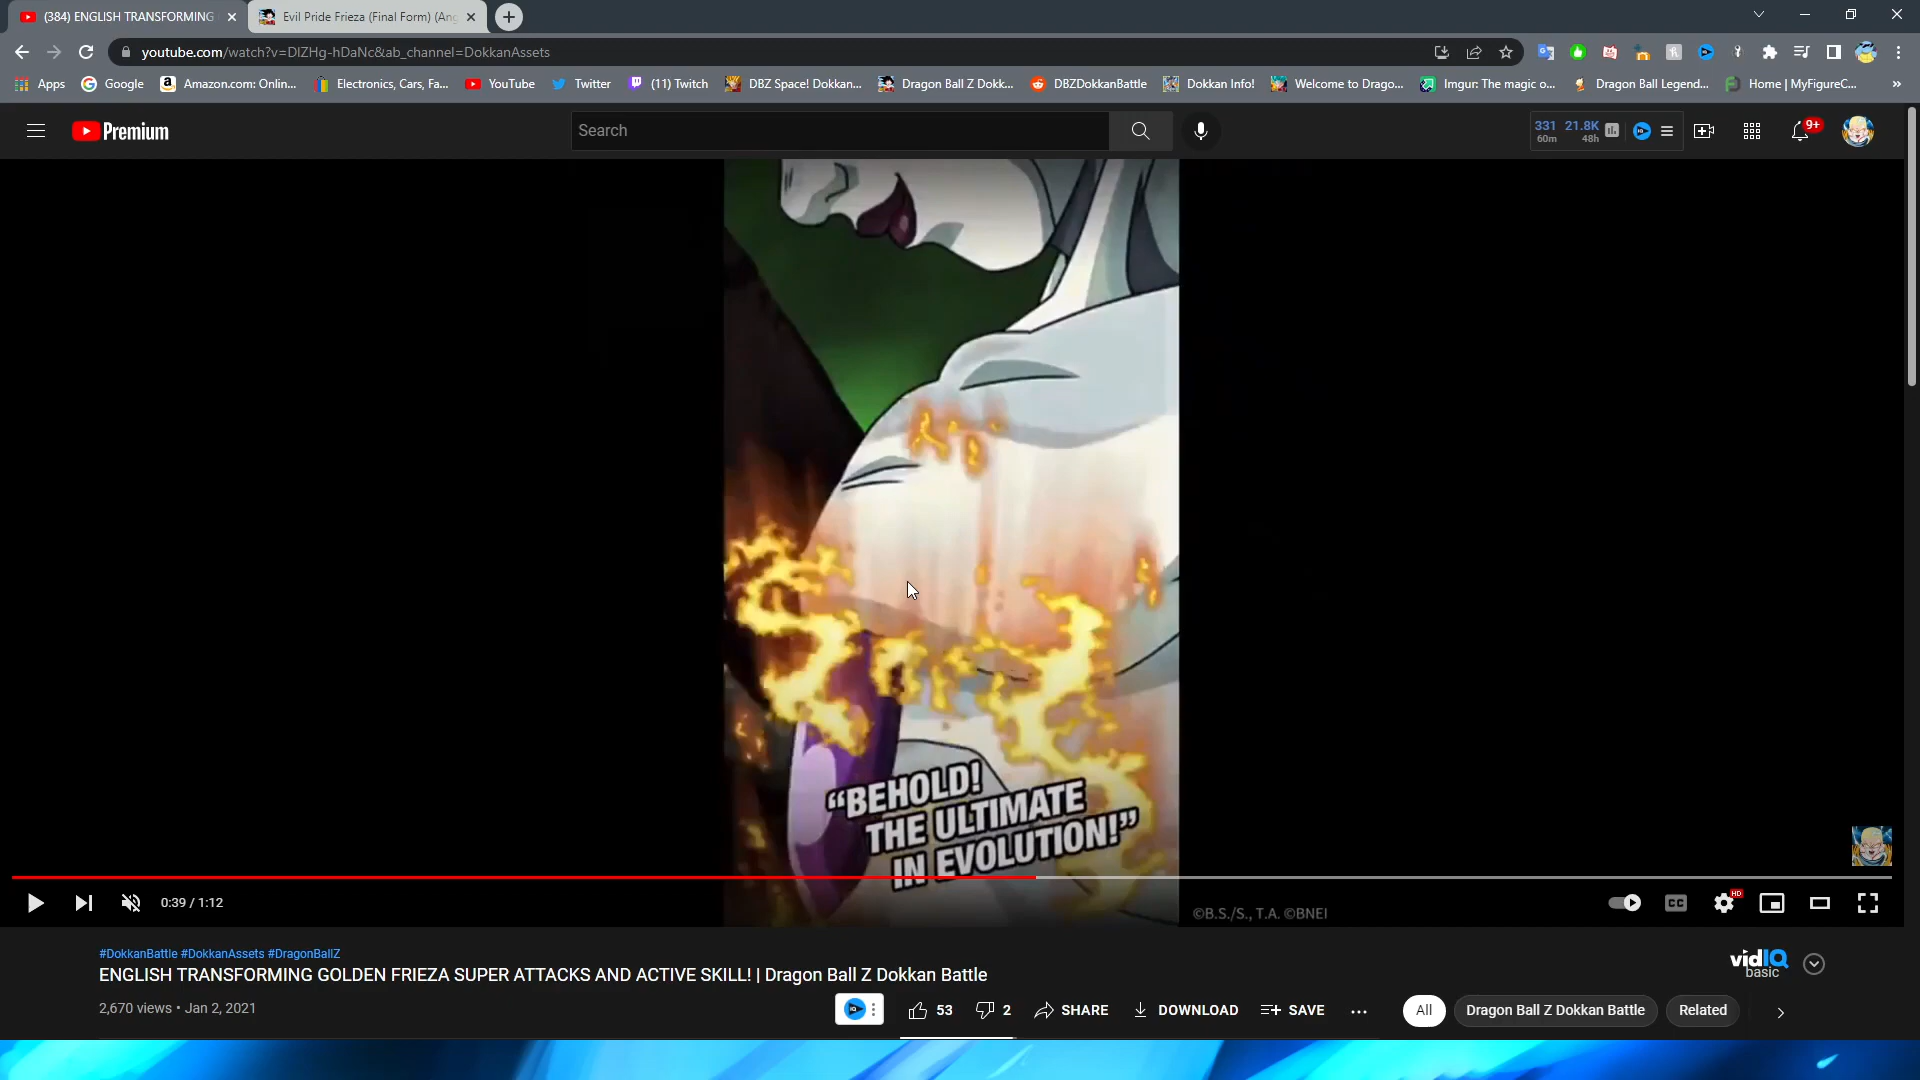 (384) ENGLISH TRANSFORMING
Evil Pride Frieza (Final Form) (Ang
youtube.com/watch?v=DlZHg-hDaNc&ab_channel=DokkanAssets
Apps
Google
Amazon.com: Onlin...
Electronics, Cars, Fa...
YouTube
Twitter
(11) Twitch
DBZ Space! Dokkan...
Dragon Ball Z Dokk...
DBZDokkanBattle
Dokkan Info!
Welcome to Drago...
Imgur: The magic o...
Dragon Ball Legend...
Home | MyFigureC...
»
Premium
Search
331 21.8K
60m 48h
9+
“BEHOLD!
THE ULTIMATE
IN EVOLUTION!”
0:39 / 1:12
CC
HD
©B.S./S., T.A. ©BNEI
#DokkanBattle #DokkanAssets #DragonBallZ
ENGLISH TRANSFORMING GOLDEN FRIEZA SUPER ATTACKS AND ACTIVE SKILL! | Dragon Ball Z Dokkan Battle
vidIQ
basic
2,670 views • Jan 2, 2021
53
2
SHARE
DOWNLOAD
SAVE
...
All
Dragon Ball Z Dokkan Battle
Related